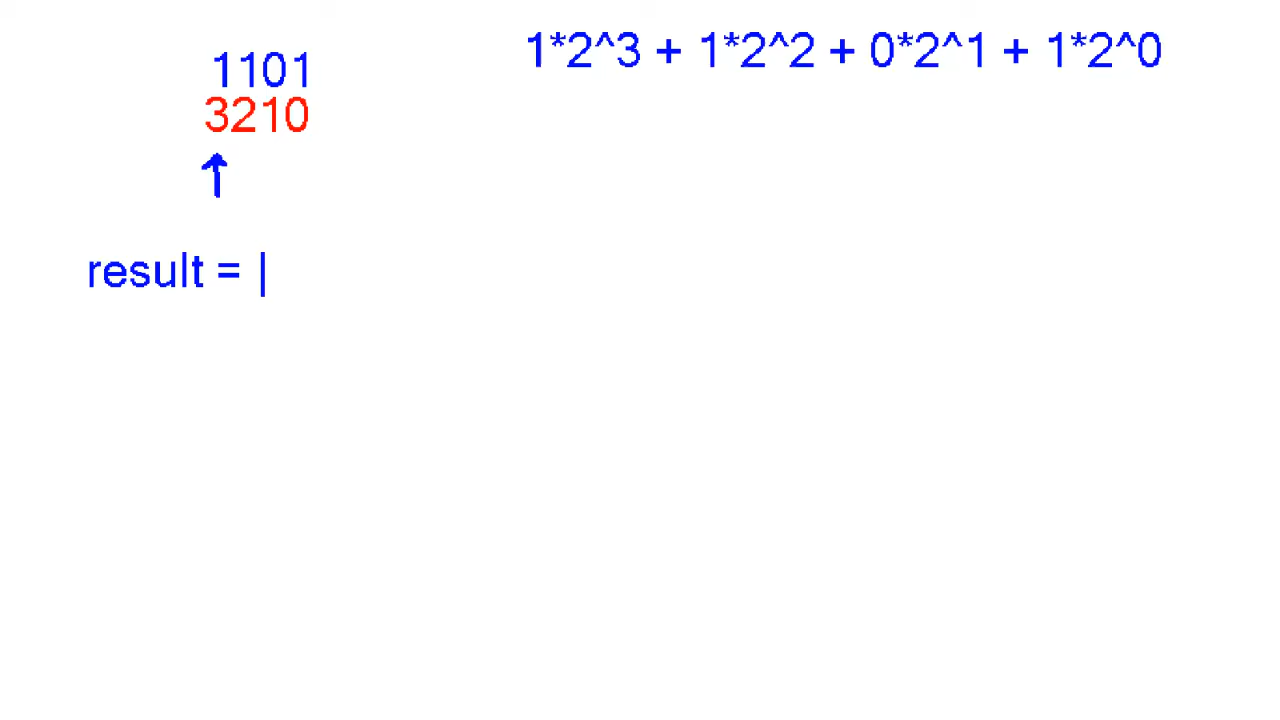 1*2^3 + 1*2^2 + 0*2^1 + 1*2^0
1101
3210
result =